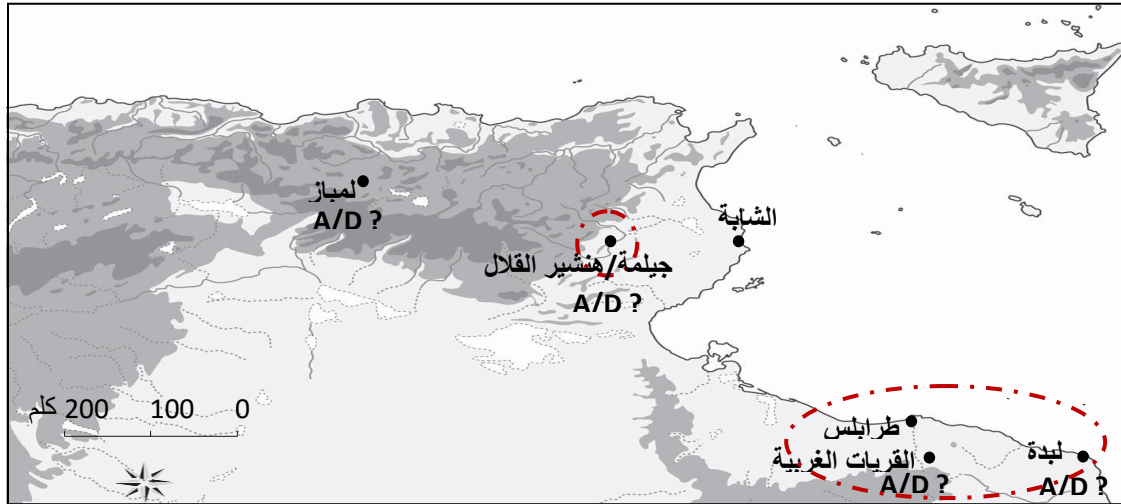 لمباز
A/D ?
الشابة
جيلمة/هنشير القلال
A/D ?
كلم 200 100 0
طرابلس
القريات الغربية
A/D ?
لبدة
A/D ?